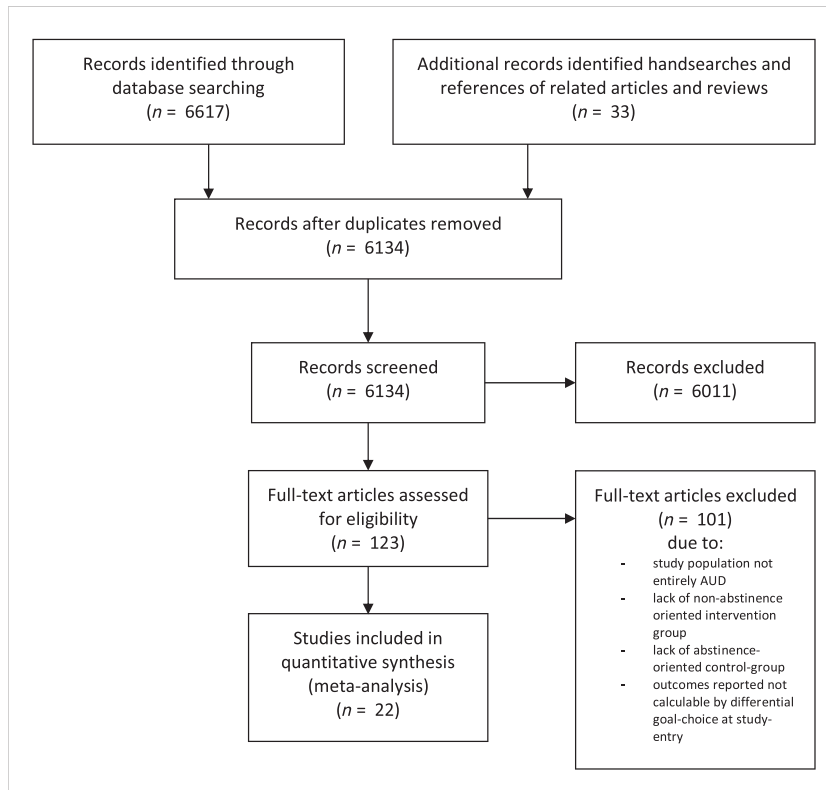 Records identified through
database searching
(n = 6617)
Additional records identified handsearches and
references of related articles and reviews
(n = 33)
Records after duplicates removed
(n = 6134)
Records screened
(n = 6134)
Records excluded
(n = 6011)
Full-text articles assessed
for eligibility
(n = 123)
Full-text articles excluded
(n = 101)
due to:
- study population not
entirely AUD
- lack of non-abstinence
oriented intervention
group
- lack of abstinence-
oriented control-group
- outcomes reported not
calculable by differential
goal-choice at study-
entry
Studies included in
quantitative synthesis
(meta-analysis)
(n = 22)